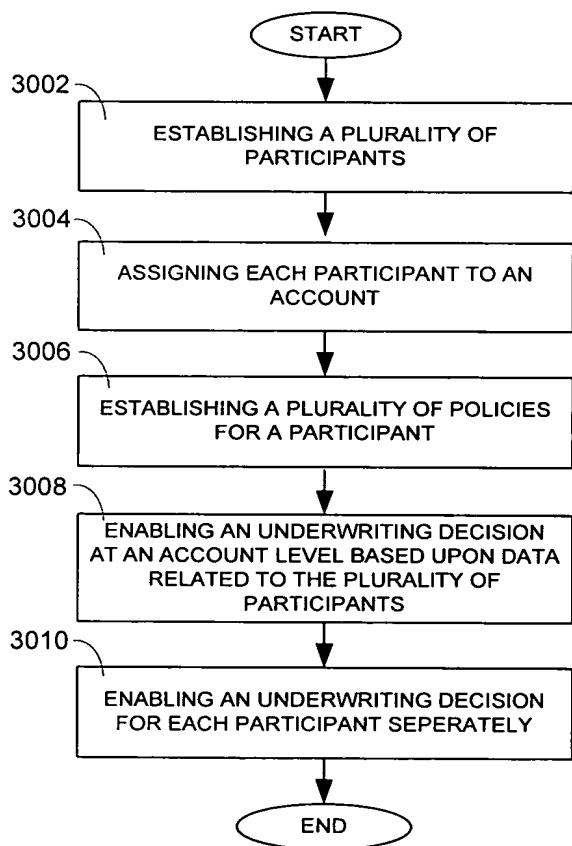 START
3002
ESTABLISHING A PLURALITY OF
PARTICIPANTS
3004
ASSIGNING EACH PARTICIPANT TO AN
ACCOUNT
3006
ESTABLISHING A PLURALITY OF POLICIES
FOR A PARTICIPANT
3008
ENABLING AN UNDERWRITING DECISION
AT AN ACCOUNT LEVEL BASED UPON DATA
RELATED TO THE PLURALITY OF
PARTICIPANTS
3010
ENABLING AN UNDERWRITING DECISION
FOR EACH PARTICIPANT SEPERATELY
END